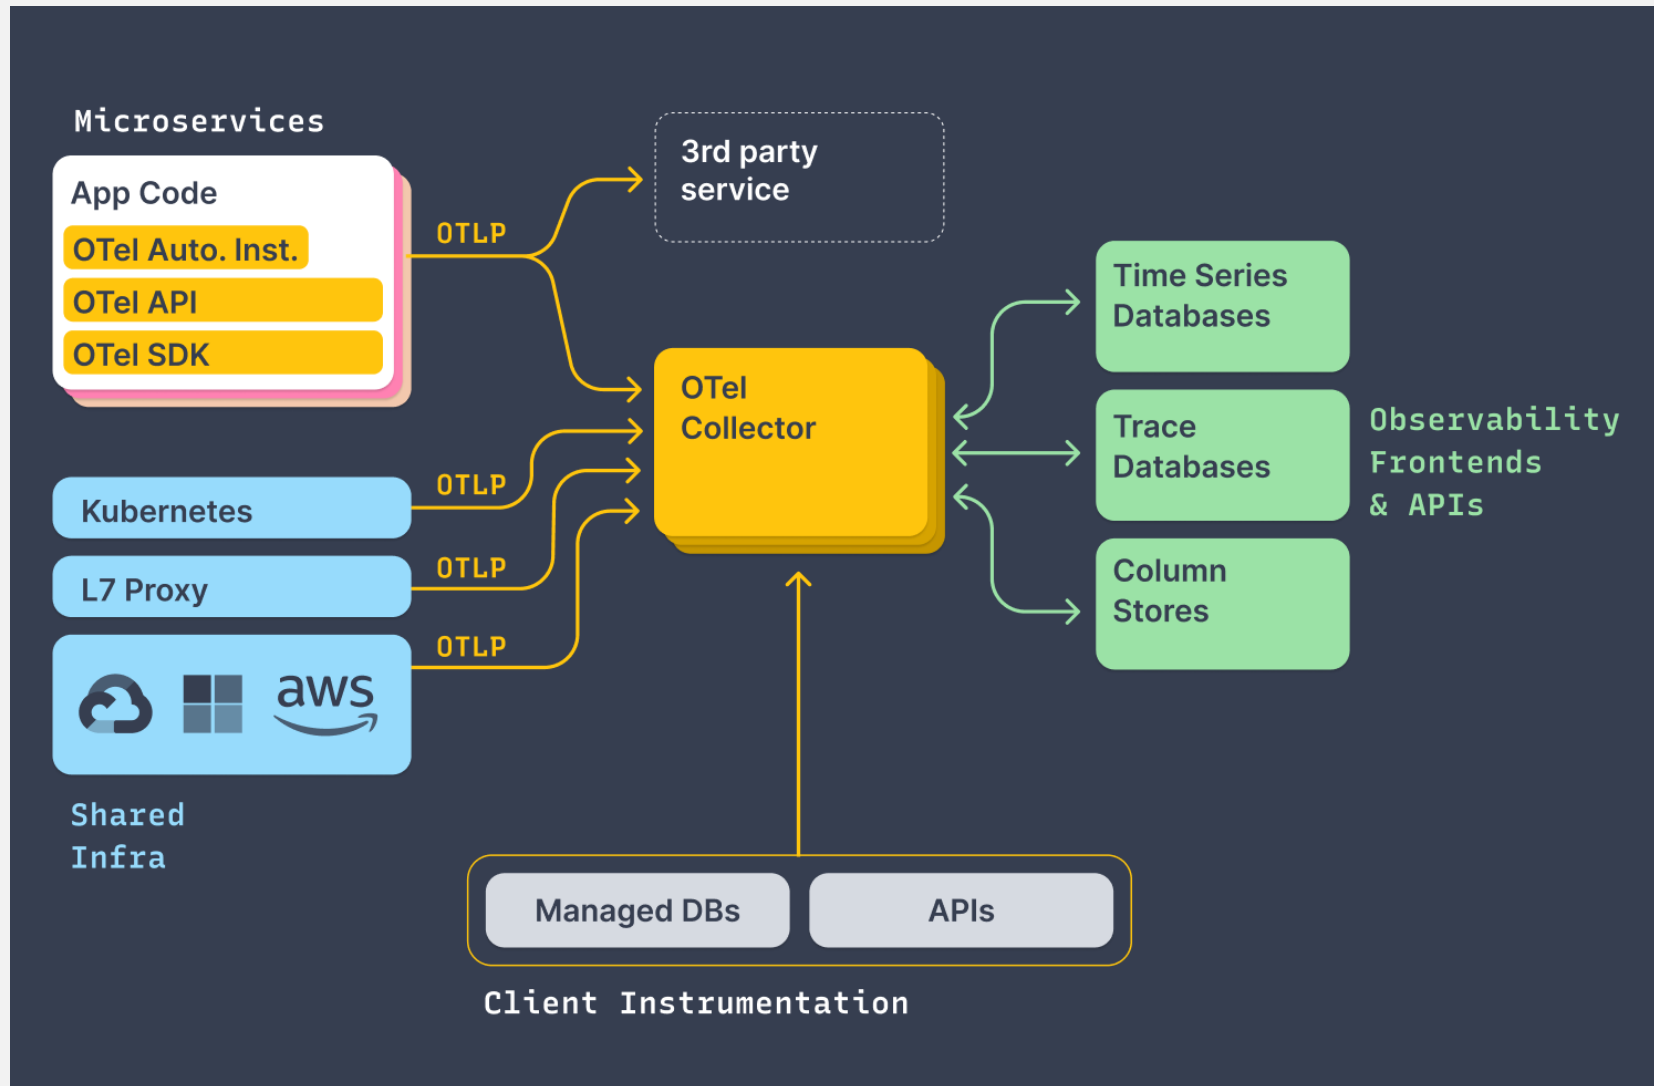 Microservices
App Code
OTel Auto. Inst.
OTel API
OTel SDK
OTLP
3rd party
service
OTel
Collector
Time Series
Databases
Trace
Databases
Column
Stores
Observability
Frontends
& APIs
Kubernetes
OTLP
L7 Proxy
OTLP
OTLP
aws
Shared
Infra
Managed DBs
APIs
Client Instrumentation